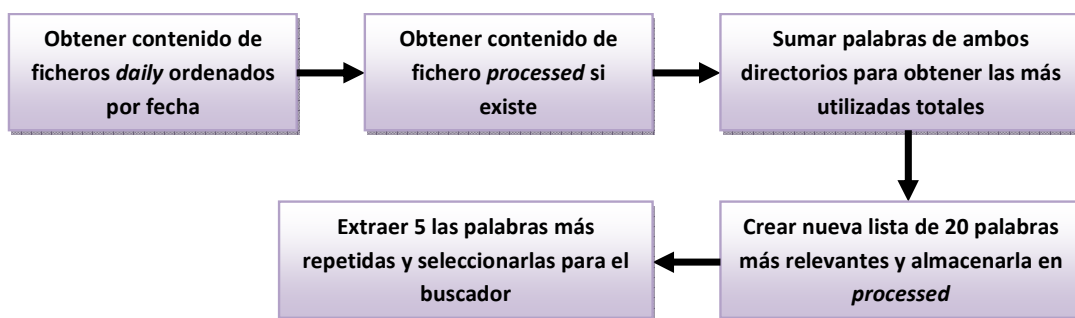 Obtener contenido de
ficheros daily ordenados
por fecha
Obtener contenido de
fichero processed si
existe
Sumar palabras de ambos
directorios para obtener las más
utilizadas totales
Crear nueva lista de 20 palabras
más relevantes y almacenarla en
processed
Extraer 5 las palabras más
repetidas y seleccionarlas para el
buscador